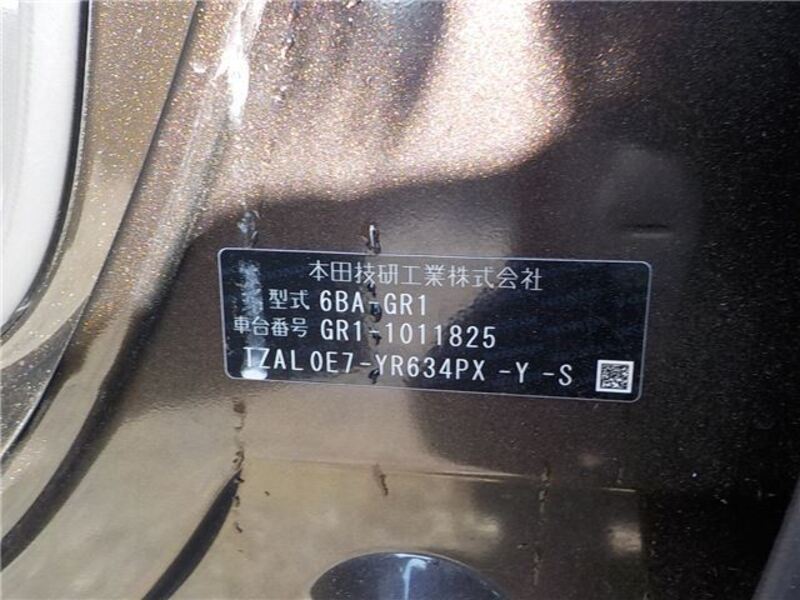 本田技研工業株式会社
型式 6BA-GR1
車台番号 GR1-1011825
TZAL0E7-YR634PX -Y -S